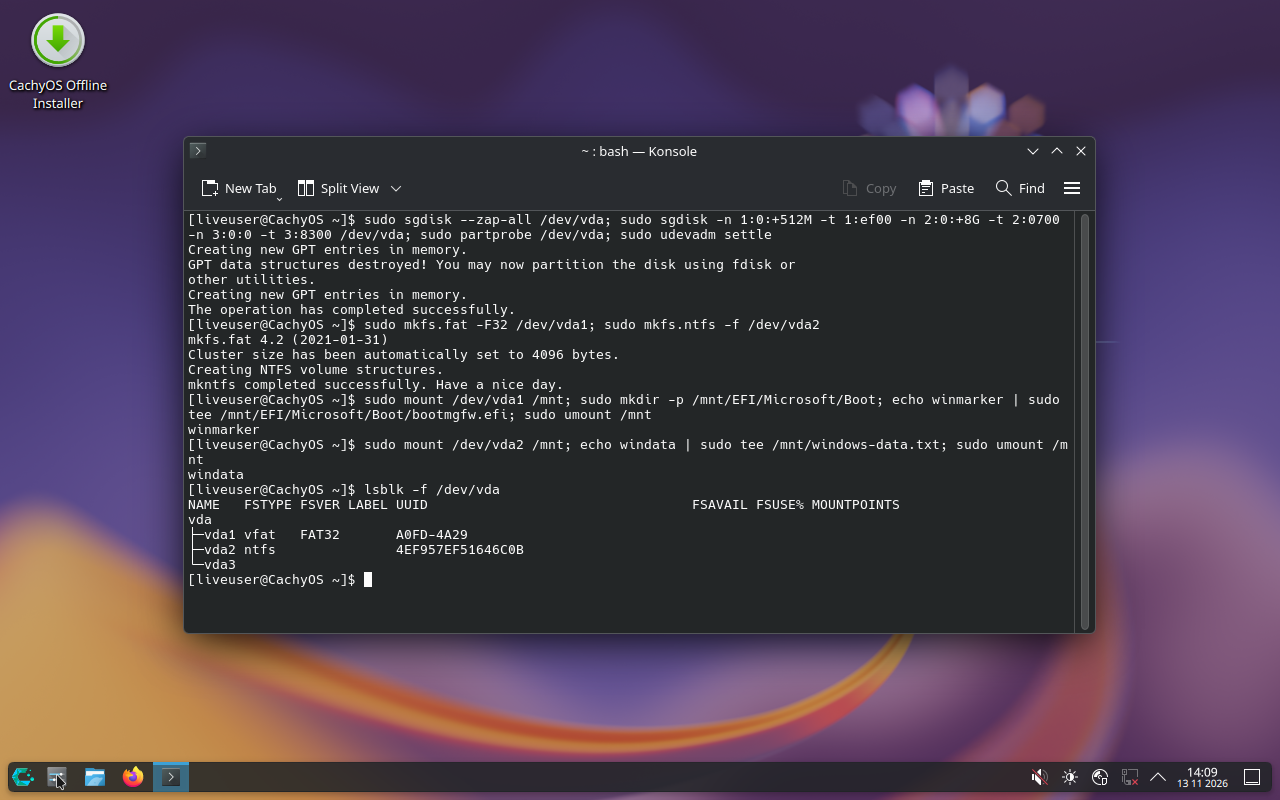 CachyOS Offline
Installer
~ : bash — Konsole
New Tab
Split View
Copy
Paste
Find
[liveuser@CachyOS ~]$ sudo sgdisk --zap-all /dev/vda; sudo sgdisk -n 1:0:+512M -t 1:ef00 -n 2:0:+8G -t 2:0700
-n 3:0:0 -t 3:8300 /dev/vda; sudo partprobe /dev/vda; sudo udevadm settle
Creating new GPT entries in memory.
GPT data structures destroyed! You may now partition the disk using fdisk or
other utilities.
Creating new GPT entries in memory.
The operation has completed successfully.
[liveuser@CachyOS ~]$ sudo mkfs.fat -F32 /dev/vda1; sudo mkfs.ntfs -f /dev/vda2
mkfs.fat 4.2 (2021-01-31)
Cluster size has been automatically set to 4096 bytes.
Creating NTFS volume structures.
mkntfs completed successfully. Have a nice day.
[liveuser@CachyOS ~]$ sudo mount /dev/vda1 /mnt; sudo mkdir -p /mnt/EFI/Microsoft/Boot; echo winmarker | sudo
tee /mnt/EFI/Microsoft/Boot/bootmgfw.efi; sudo umount /mnt
winmarker
[liveuser@CachyOS ~]$ sudo mount /dev/vda2 /mnt; echo windata | sudo tee /mnt/windows-data.txt; sudo umount /m
nt
windata
[liveuser@CachyOS ~]$ lsblk -f /dev/vda
NAME   FSTYPE FSVER LABEL UUID                                 FSAVAIL FSUSE% MOUNTPOINTS
vda
├─vda1 vfat   FAT32       A0FD-4A29
├─vda2 ntfs               4EF957EF51646C0B
└─vda3
[liveuser@CachyOS ~]$
14:09
13 11 2026